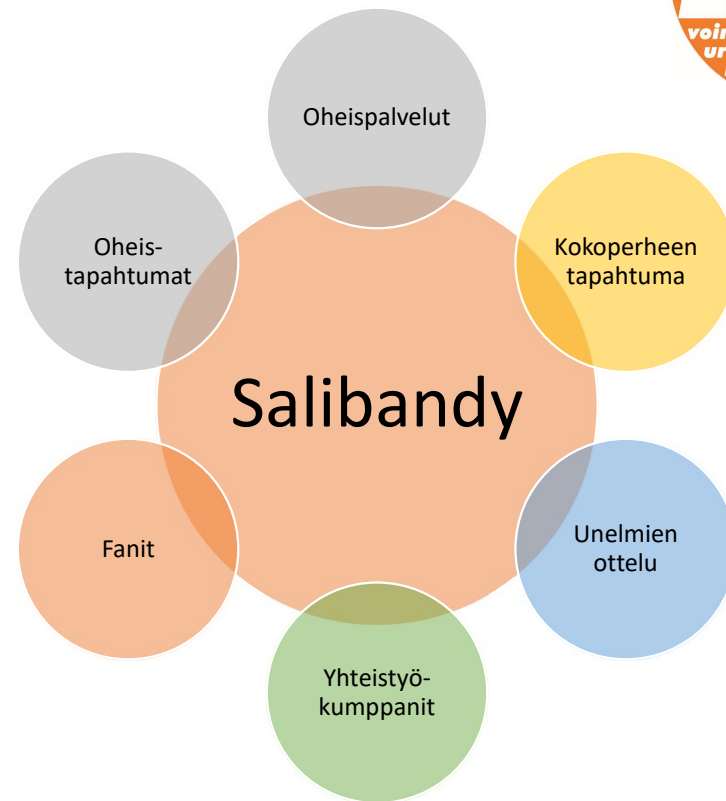 Oheispalvelut
Kokoperheen
tapahtuma
Unelmien
ottelu
Yhteistyö-
kumppanit
Fanit
Oheis-
tapahtumat
Salibandy